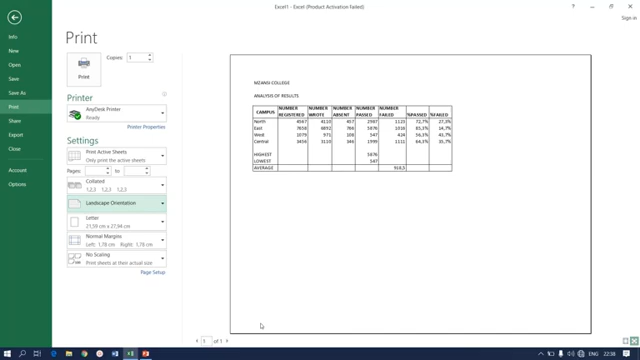 Excel1 - Excel (Product Activation Failed)
Sign in
Info
New
Open
Save
Save As
Print
Share
Export
Close
Account
Options
Print
Copies: 1
Print
Printer
AnyDesk Printer
Ready
Printer Properties
Settings
Print Active Sheets
Only print the active sheets
Pages: to
Collated
1,2,3 1,2,3 1,2,3
Landscape Orientation
Letter
21,59 cm x 27,94 cm
Normal Margins
Left: 1,78 cm Right: 1,78 cm
No Scaling
Print sheets at their actual size
Page Setup
MZANSI COLLEGE
ANALYSIS OF RESULTS
CAMPUS NUMBER REGISTERED NUMBER WROTE NUMBER ABSENT NUMBER PASSED NUMBER FAILED %PASSED %FAILED
North 4567 4110 457 2987 1123 72,7% 27,3%
East 7658 6892 766 5876 1016 85,3% 14,7%
West 1079 971 108 547 424 56,3% 43,7%
Central 3456 3110 346 1999 1111 64,3% 35,7%
HIGHEST 5876
LOWEST 547
AVERAGE 918,5
1 of 1
22:38